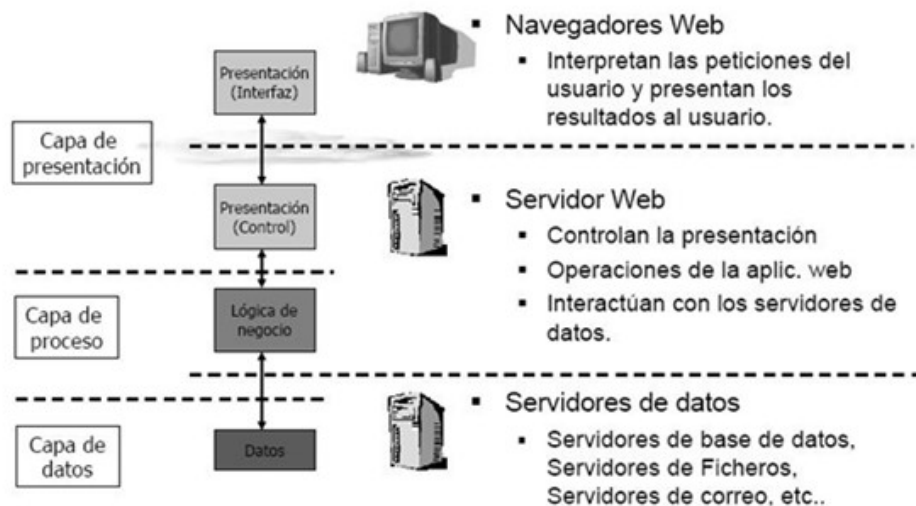 Presentación
(Interfaz)
▪ Navegadores Web
▪ Interpretan las peticiones del
usuario y presentan los
resultados al usuario.
Capa de
presentación
Presentación
(Control)
▪ Servidor Web
▪ Controlan la presentación
▪ Operaciones de la aplic. web
▪ Interactúan con los servidores de
datos.
Capa de
proceso
Lógica de
negocio
Capa de
datos
Datos
▪ Servidores de datos
▪ Servidores de base de datos,
Servidores de Ficheros,
Servidores de correo, etc..